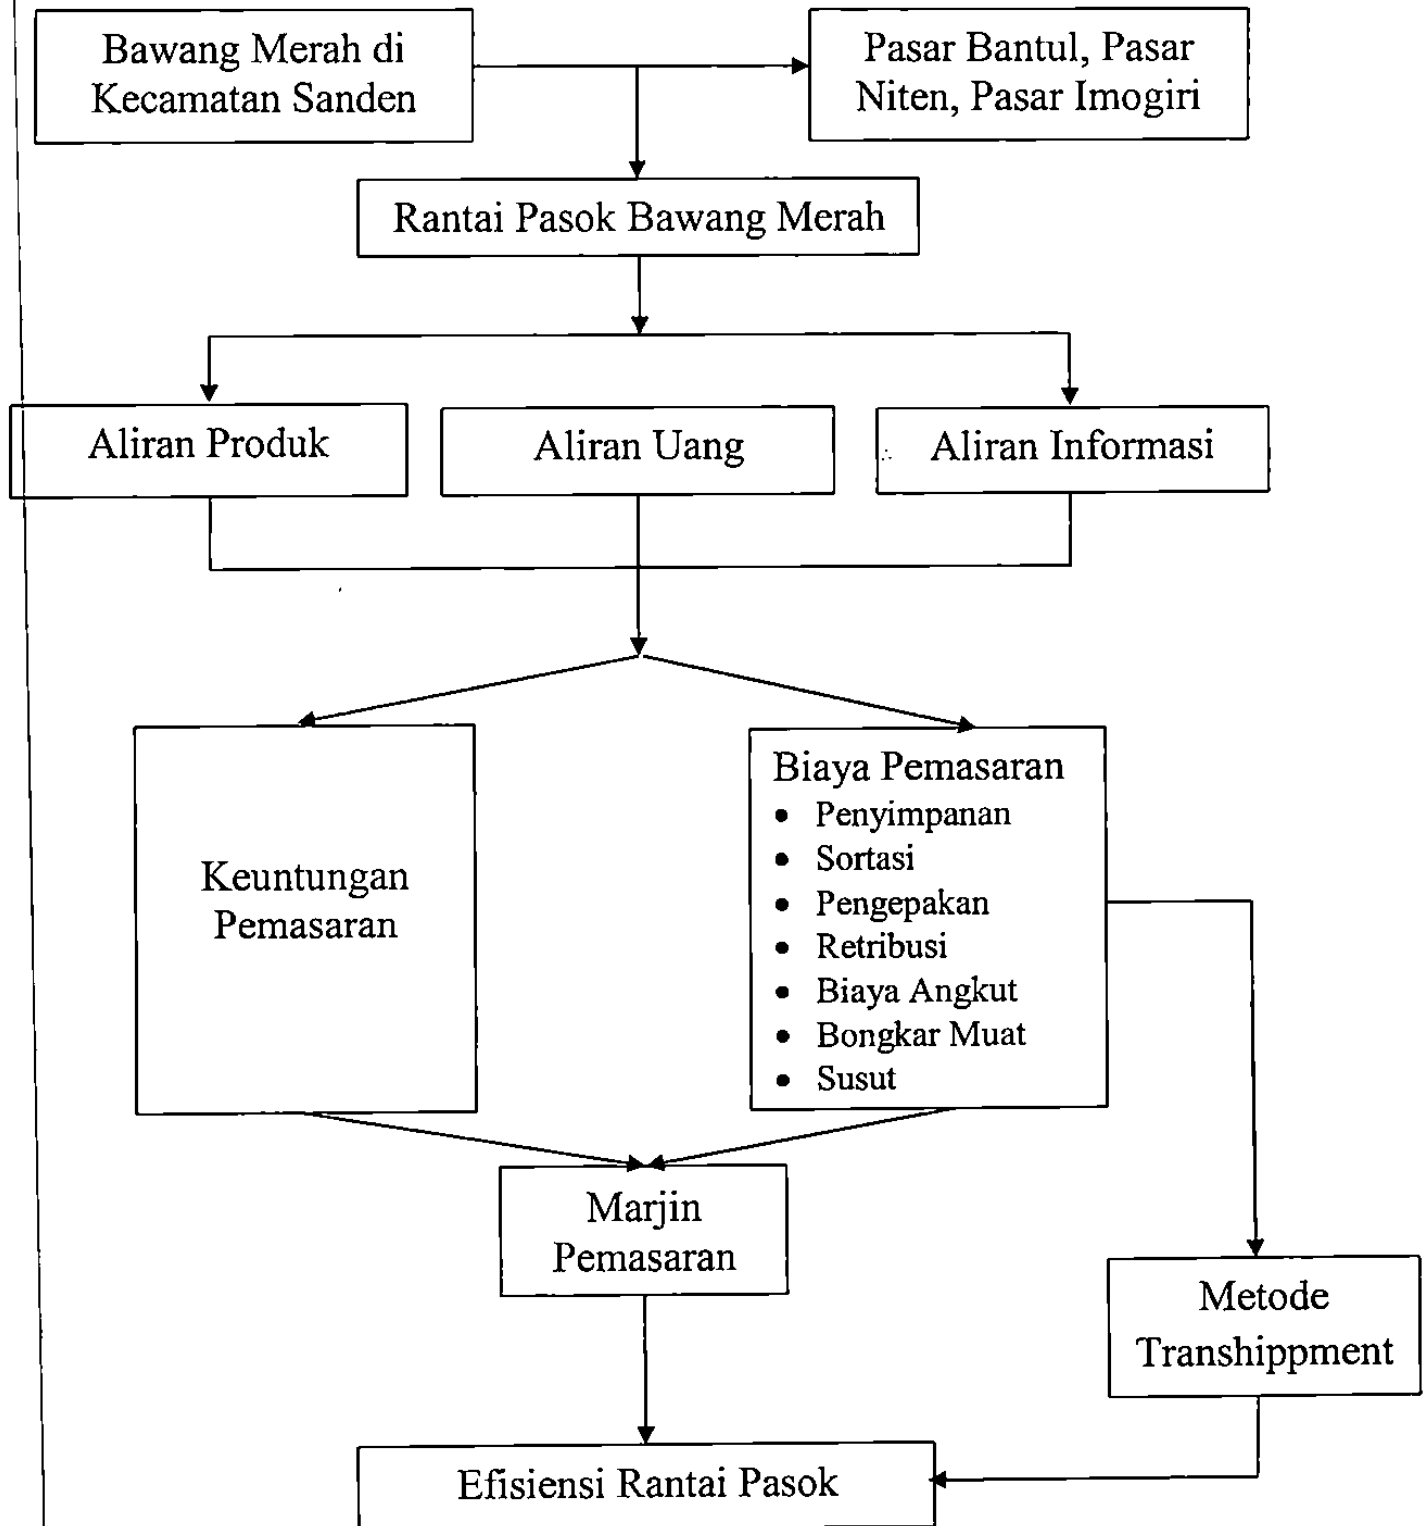 Bawang Merah di
Kecamatan Sanden
Pasar Bantul, Pasar
Niten, Pasar Imogiri
Rantai Pasok Bawang Merah
Aliran Produk
Aliran Uang
Aliran Informasi
Keuntungan
Pemasaran
Biaya Pemasaran
• Penyimpanan
• Sortasi
• Pengepakan
• Retribusi
• Biaya Angkut
• Bongkar Muat
• Susut
Marjin
Pemasaran
Metode
Transhippment
Efisiensi Rantai Pasok